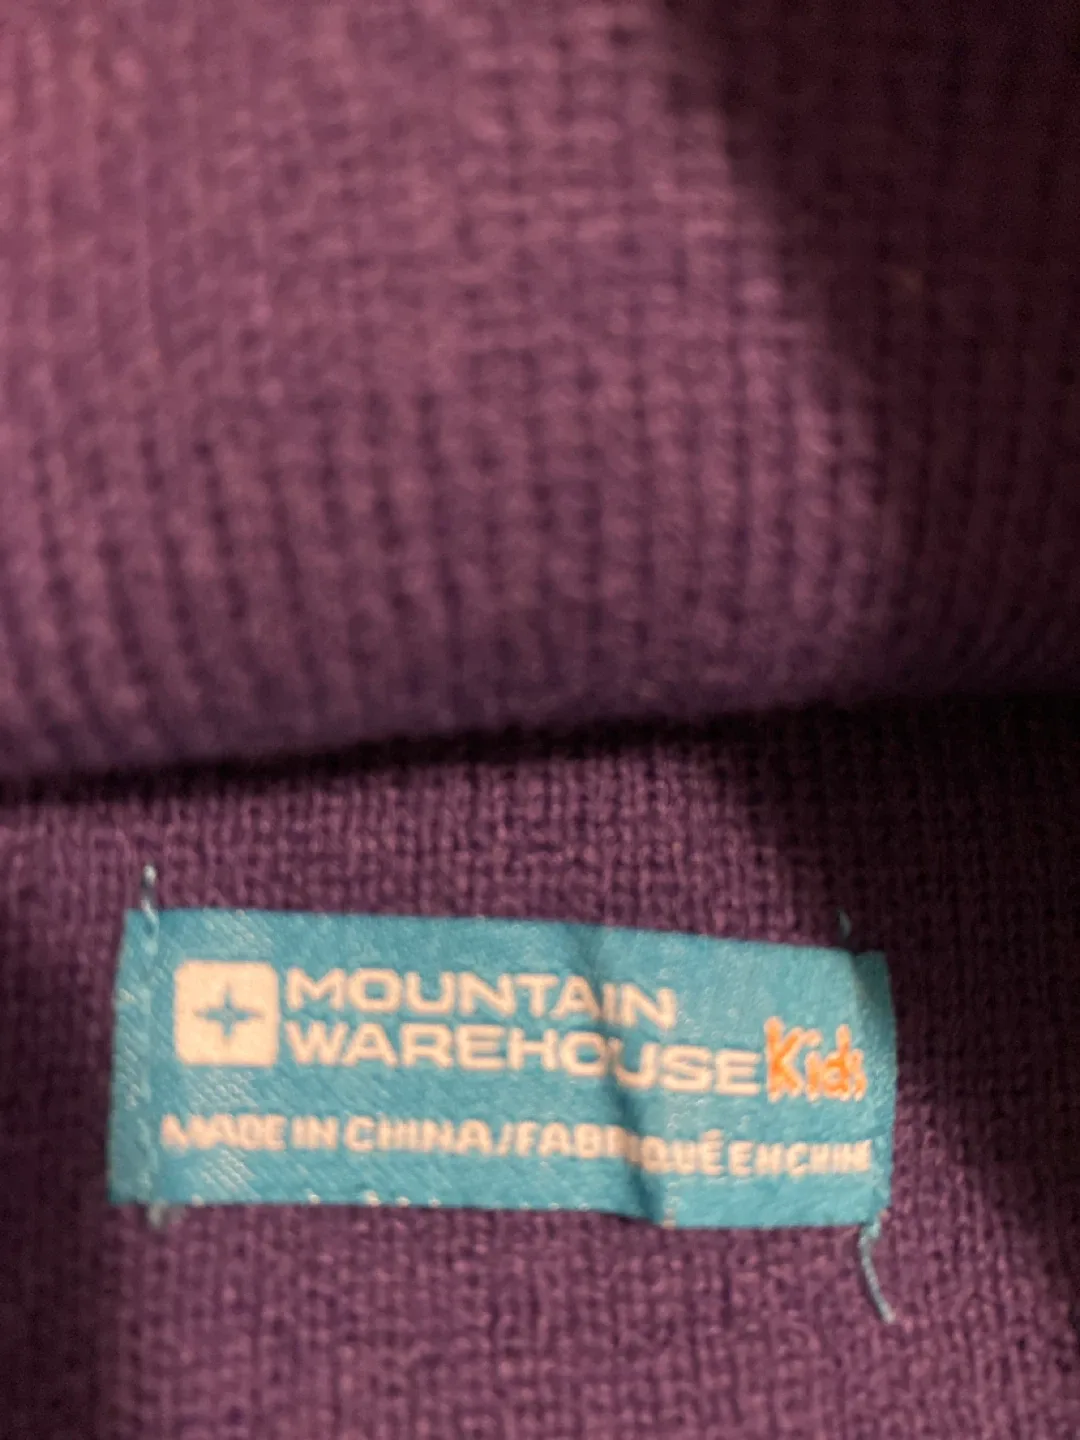 MOUNTAIN
WAREHOUSE Kids
MADE IN CHINA/FABRIQUÉ EN CHINE